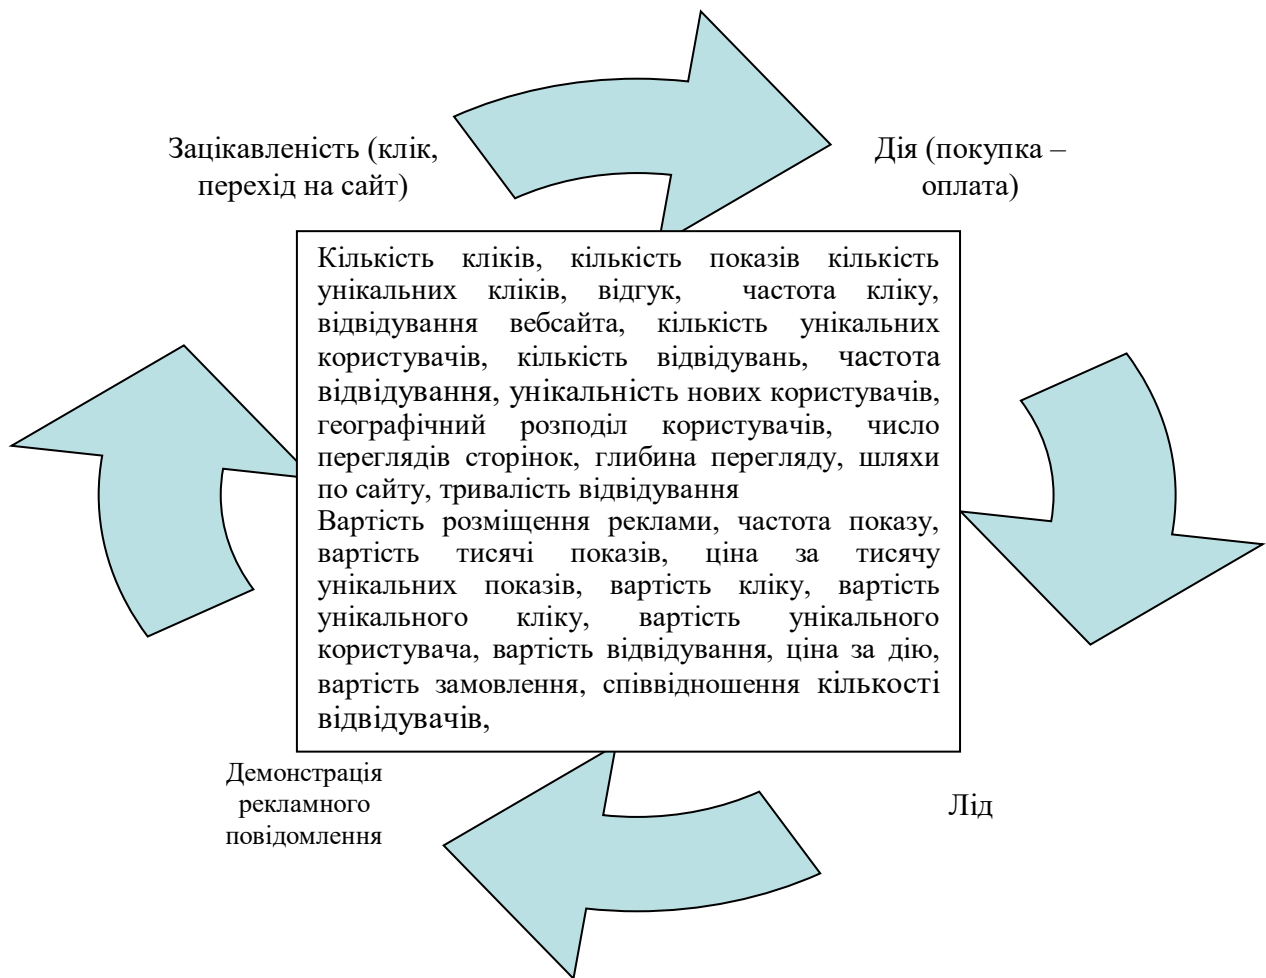 Зацікавленість (клік,
перехід на сайт)
Дія (покупка –
оплата)
Кількість кліків, кількість показів кількість
унікальних кліків, відгук, частота кліку,
відвідування вебсайта, кількість унікальних
користувачів, кількість відвідувань, частота
відвідування, унікальність нових користувачів,
географічний розподіл користувачів, число
переглядів сторінок, глибина перегляду, шляхи
по сайту, тривалість відвідування
Вартість розміщення реклами, частота показу,
вартість тисячі показів, ціна за тисячу
унікальних показів, вартість кліку, вартість
унікального кліку, вартість унікального
користувача, вартість відвідування, ціна за дію,
вартість замовлення, співвідношення кількості
відвідувачів,
Демонстрація
рекламного
повідомлення
Лід